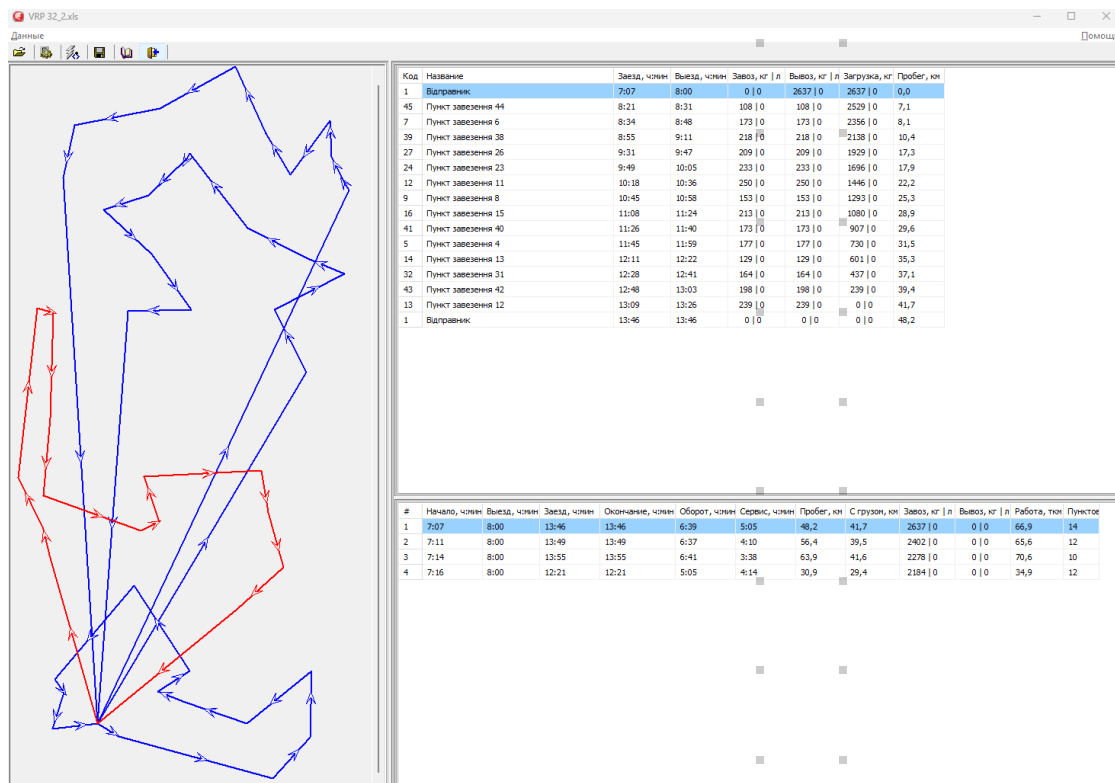 VRP 32_2.xls
Данные Помощь
Код Название Заезд, ч:мин Выезд, ч:мин Завоз, кг | л Вывоз, кг | л Загрузка, кг Пробег, км
1 Відправник 7:07 8:00 0 | 0 2637 | 0 2637 | 0 0,0
45 Пункт завезення 44 8:21 8:31 108 | 0 108 | 0 2529 | 0 7,1
7 Пункт завезення 6 8:34 8:48 173 | 0 173 | 0 2356 | 0 8,1
39 Пункт завезення 38 8:55 9:11 218 | 0 218 | 0 2138 | 0 10,4
27 Пункт завезення 26 9:31 9:47 209 | 0 209 | 0 1929 | 0 17,3
24 Пункт завезення 23 9:49 10:05 233 | 0 233 | 0 1696 | 0 17,9
12 Пункт завезення 11 10:18 10:36 250 | 0 250 | 0 1446 | 0 22,2
9 Пункт завезення 8 10:45 10:58 153 | 0 153 | 0 1293 | 0 25,3
16 Пункт завезення 15 11:08 11:24 213 | 0 213 | 0 1080 | 0 28,9
41 Пункт завезення 40 11:26 11:40 173 | 0 173 | 0 907 | 0 29,6
5 Пункт завезення 4 11:45 11:59 177 | 0 177 | 0 730 | 0 31,5
14 Пункт завезення 13 12:11 12:22 129 | 0 129 | 0 601 | 0 35,3
32 Пункт завезення 31 12:28 12:41 164 | 0 164 | 0 437 | 0 37,1
43 Пункт завезення 42 12:48 13:03 198 | 0 198 | 0 239 | 0 39,4
13 Пункт завезення 12 13:09 13:26 239 | 0 239 | 0 0 | 0 41,7
1 Відправник 13:46 13:46 0 | 0 0 | 0 0 | 0 48,2
# Начало, ч:мин Выезд, ч:мин Заезд, ч:мин Окончание, ч:мин Оборот, ч:мин Сервис, ч:мин Пробег, км С грузом, км Завоз, кг | л Вывоз, кг | л Работа, ткм Пунктов
1 7:07 8:00 13:46 13:46 6:39 5:05 48,2 41,7 2637 | 0 0 | 0 66,9 14
2 7:11 8:00 13:49 13:49 6:37 4:10 56,4 39,5 2402 | 0 0 | 0 65,6 12
3 7:14 8:00 13:55 13:55 6:41 3:38 63,9 41,6 2278 | 0 0 | 0 70,6 10
4 7:16 8:00 12:21 12:21 5:05 4:14 30,9 29,4 2184 | 0 0 | 0 34,9 12